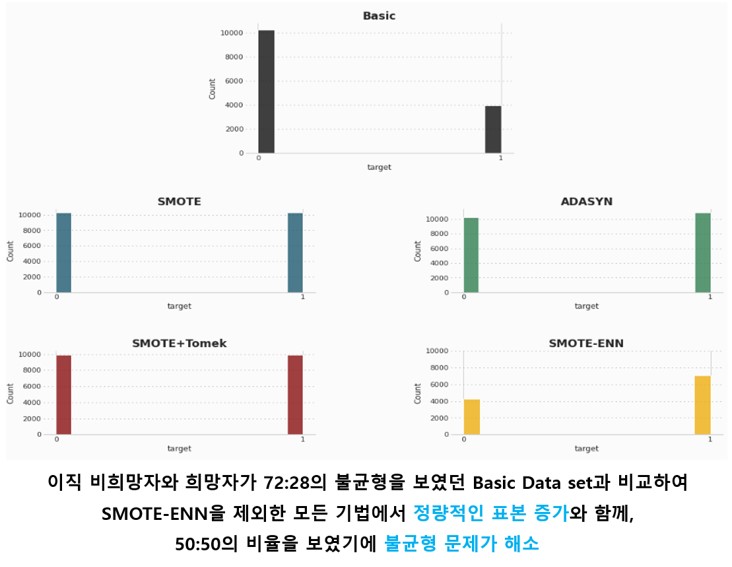 Basic
10000
8000
6000
4000
2000
0
Count
0 1
target
SMOTE
10000
8000
6000
4000
2000
0
Count
0 1
target
ADASYN
10000
8000
6000
4000
2000
0
Count
0 1
target
SMOTE+Tomek
10000
8000
6000
4000
2000
0
Count
0 1
target
SMOTE-ENN
10000
8000
6000
4000
2000
0
Count
0 1
target
이직 비희망자와 희망자가 72:28의 불균형을 보였던 Basic Data set과 비교하여
SMOTE-ENN을 제외한 모든 기법에서 정량적인 표본 증가와 함께,
50:50의 비율을 보였기에 불균형 문제가 해소